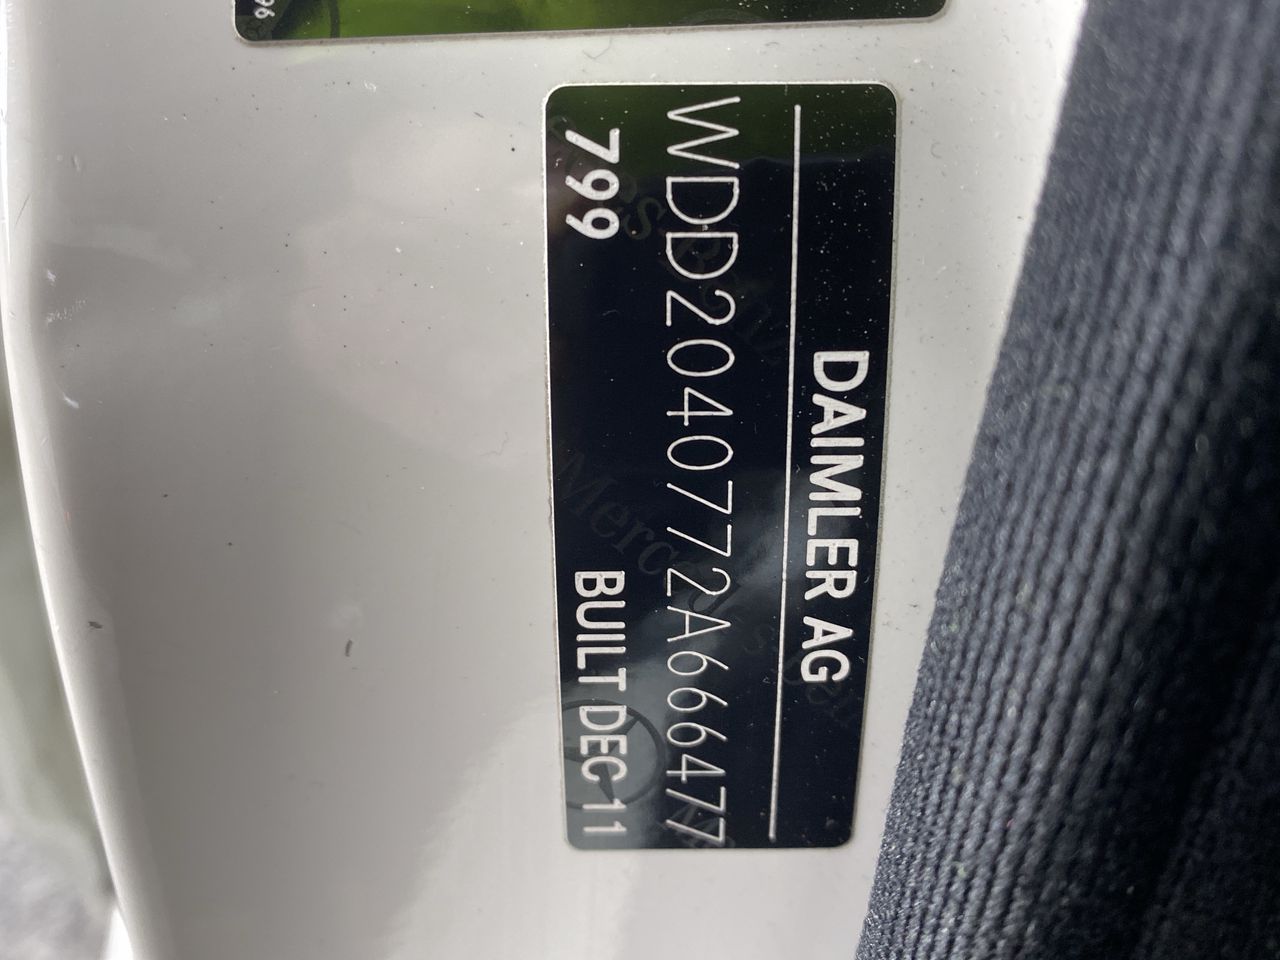 DAIMLER AG
WDD2040772A666477
799 BUILT DEC 11